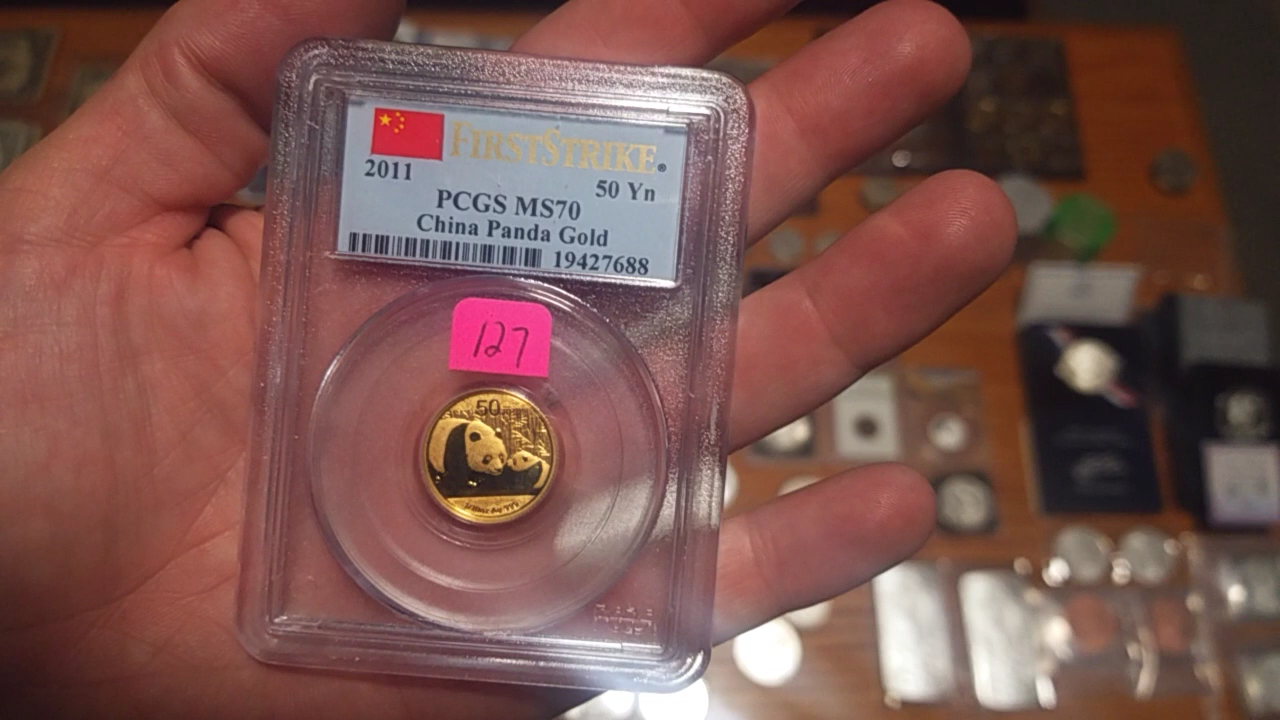 FIRSTSTRIKE®
2011
50 Yn
PCGS MS70
China Panda Gold
19427688
127
50